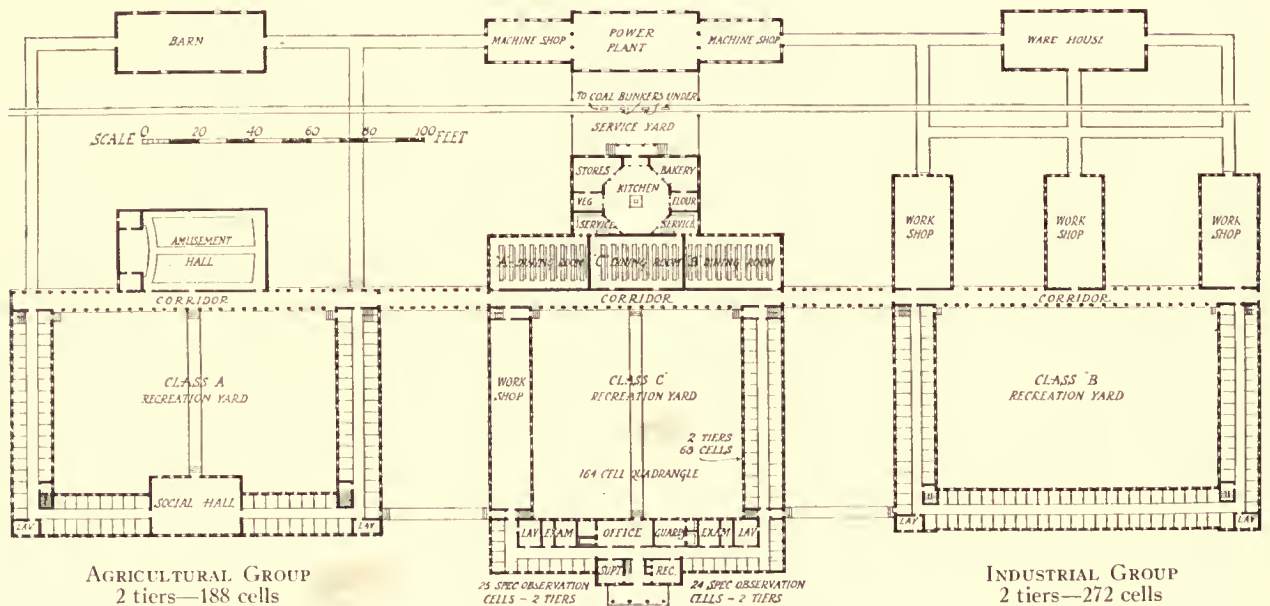 BARN
MACHINE SHOP
POWER
PLANT
MACHINE SHOP
WARE HOUSE
TO COAL BUNKERS UNDER
SERVICE YARD
SCALE 0 20 40 60 80 100 FEET
STORES
BAKERY
KITCHEN
VEG
FLOUR
SERVICE
SERVICE
WORK
SHOP
WORK
SHOP
WORK
SHOP
AMUSEMENT
HALL
"A" DINING ROOM
"C" DINING ROOM
"B" DINING ROOM
CORRIDOR
CORRIDOR
CORRIDOR
CLASS A
RECREATION YARD
WORK
SHOP
CLASS "C"
RECREATION YARD
CLASS "B"
RECREATION YARD
2 TIERS
63 CELLS
164 CELL QUADRANGLE
SOCIAL HALL
LAV
LAV
LAV
EXAM
OFFICE
GUARD
EXAM
LAV
LAV
LAV
SUPT
REC.
25 SPEC OBSERVATION
CELLS - 2 TIERS
24 SPEC OBSERVATION
CELLS - 2 TIERS
AGRICULTURAL GROUP
2 tiers—188 cells
INDUSTRIAL GROUP
2 tiers—272 cells